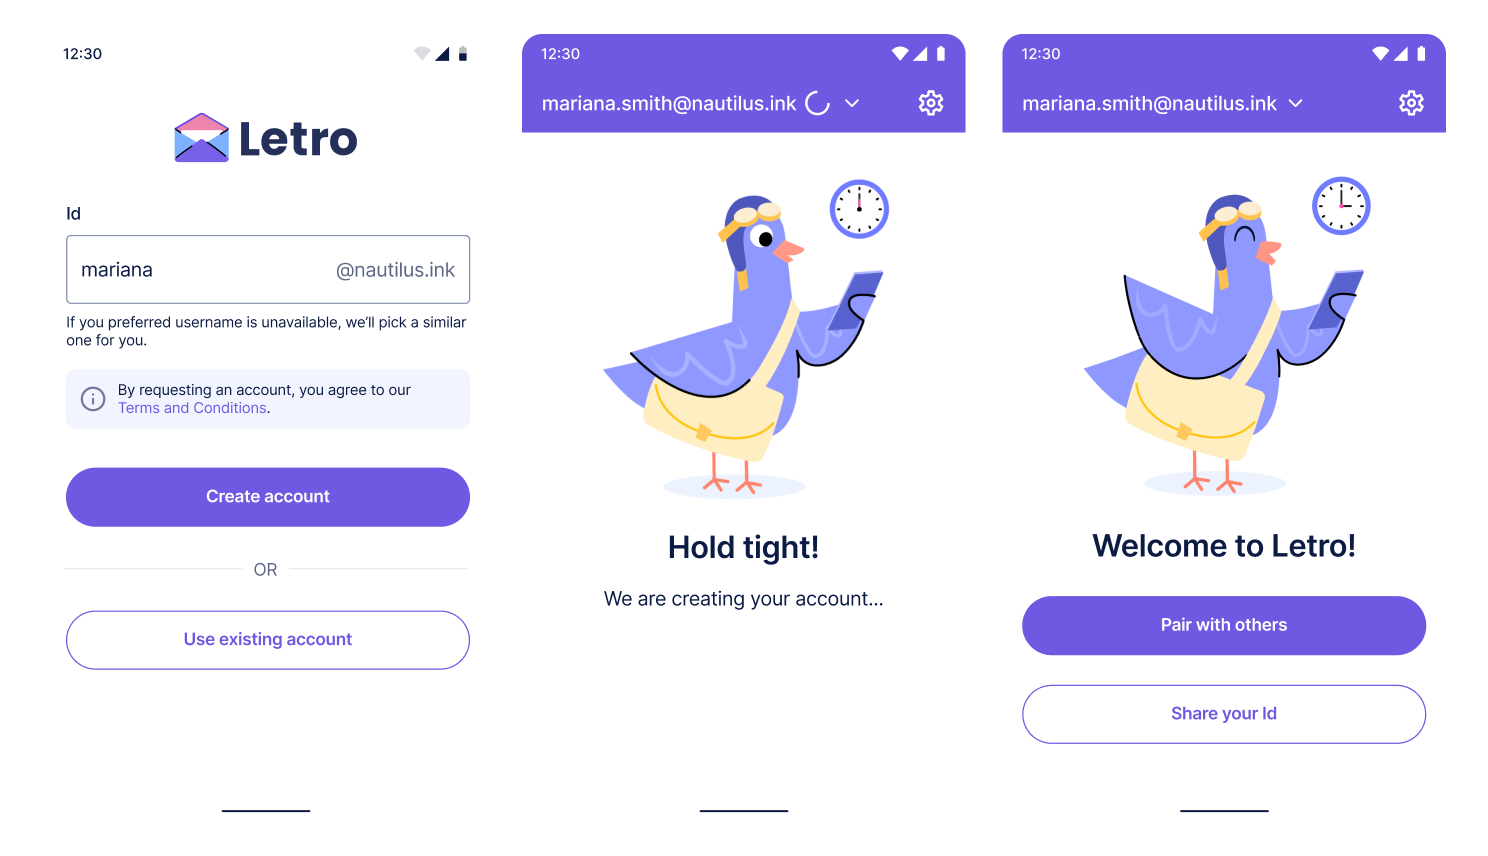 12:30
Letro
Id
mariana
@nautilus.ink
If you preferred username is unavailable, we'll pick a similar
one for you.
By requesting an account, you agree to our
Terms and Conditions.
Create account
OR
Use existing account
12:30
mariana.smith@nautilus.ink
Hold tight!
We are creating your account...
12:30
mariana.smith@nautilus.ink
Welcome to Letro!
Pair with others
Share your Id